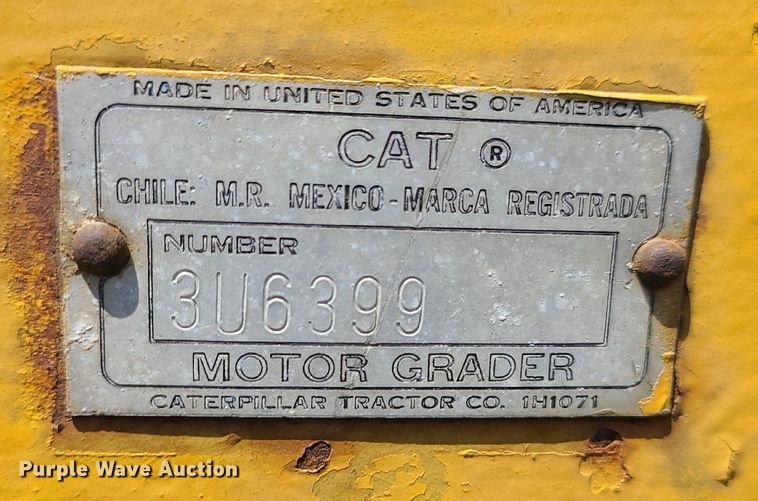 MADE IN UNITED STATES OF AMERICA
CAT ®
CHILE: M.R. MEXICO - MARCA REGISTRADA
NUMBER
3U6399
MOTOR GRADER
CATERPILLAR TRACTOR CO. 1H1071
Purple Wave Auction